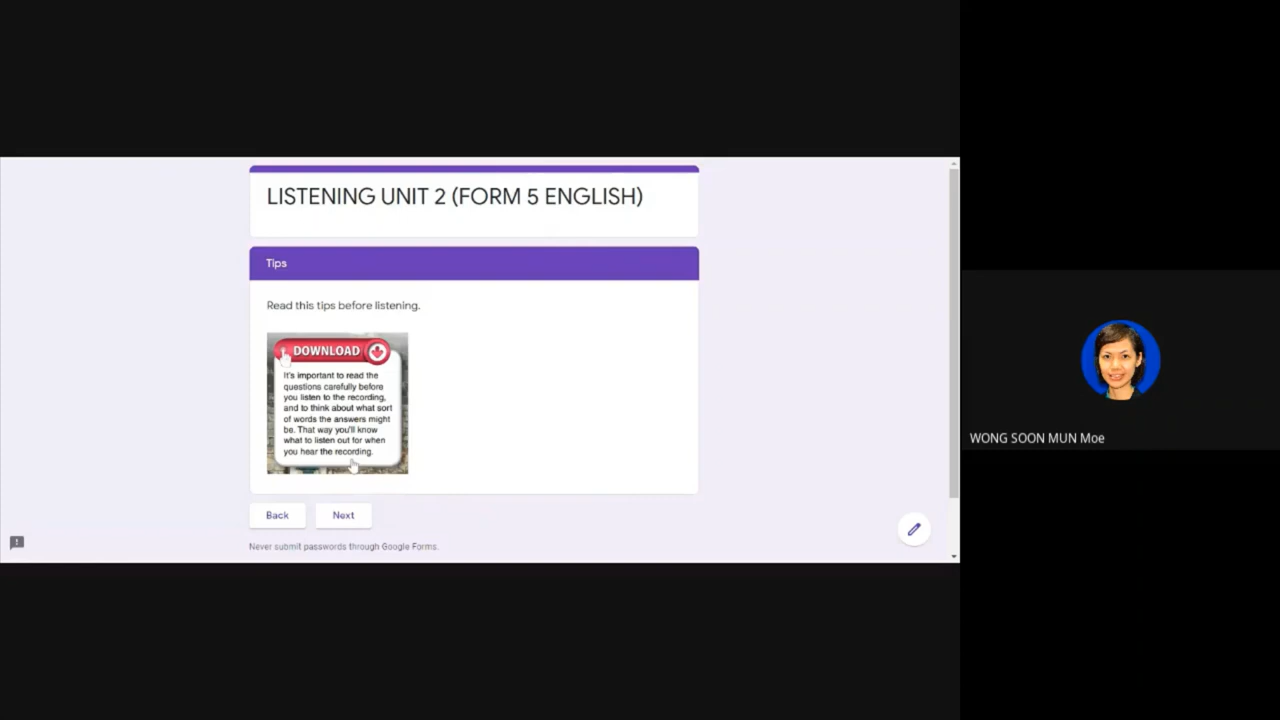 LISTENING UNIT 2 (FORM 5 ENGLISH)
Tips
Read this tips before listening.
DOWNLOAD
It's important to read the
questions carefully before
you listen to the recording,
and to think about what sort
of words the answers might
be. That way you'll know
what to listen out for when
you hear the recording.
Back
Next
Never submit passwords through Google Forms.
WONG SOON MUN Moe